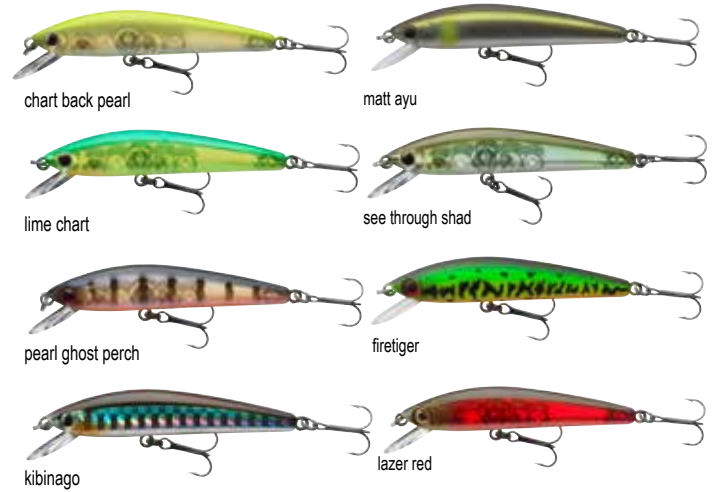 chart back pearl
matt ayu
lime chart
see through shad
pearl ghost perch
firetiger
kibinago
lazer red